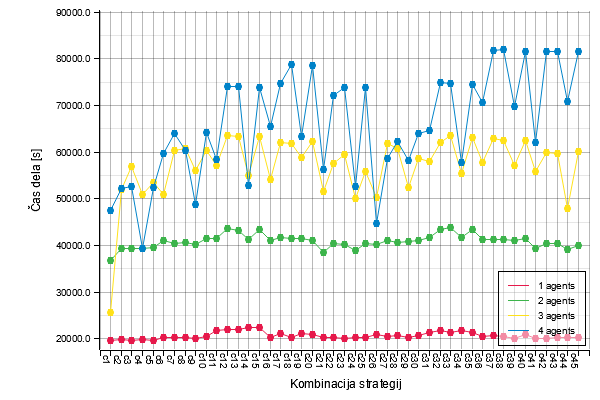 90000.0
80000.0
70000.0
60000.0
50000.0
40000.0
30000.0
20000.0
Čas dela [s]
c1 c2 c3 c4 c5 c6 c7 c8 c9 c10 c11 c12 c13 c14 c15 c16 c17 c18 c19 c20 c21 c22 c23 c24 c25 c26 c27 c28 c29 c30 c31 c32 c33 c34 c35 c36 c37 c38 c39 c40 c41 c42 c43 c44 c45
Kombinacija strategij
1 agents
2 agents
3 agents
4 agents